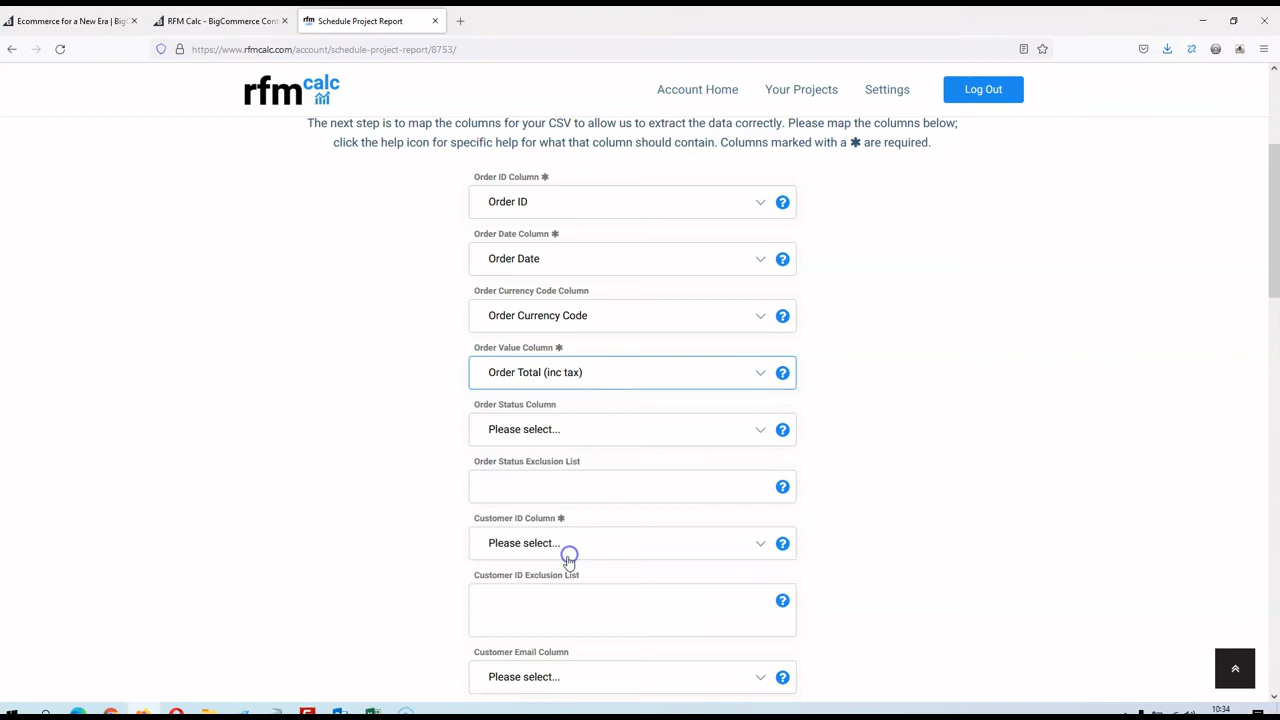 Ecommerce for a New Era | Big
RFM Calc - BigCommerce Con
rfm calc Schedule Project Report
https://www.rfmcalc.com/account/schedule-project-report/8753/
rfm calc
Account Home Your Projects Settings Log Out
The next step is to map the columns for your CSV to allow us to extract the data correctly. Please map the columns below;
click the help icon for specific help for what that column should contain. Columns marked with a ✱ are required.
Order ID Column ✱
Order ID ?
Order Date Column ✱
Order Date ?
Order Currency Code Column
Order Currency Code ?
Order Value Column ✱
Order Total (inc tax) ?
Order Status Column
Please select... ?
Order Status Exclusion List
?
Customer ID Column ✱
Please select... ?
Customer ID Exclusion List
?
Customer Email Column
Please select... ?
10:34